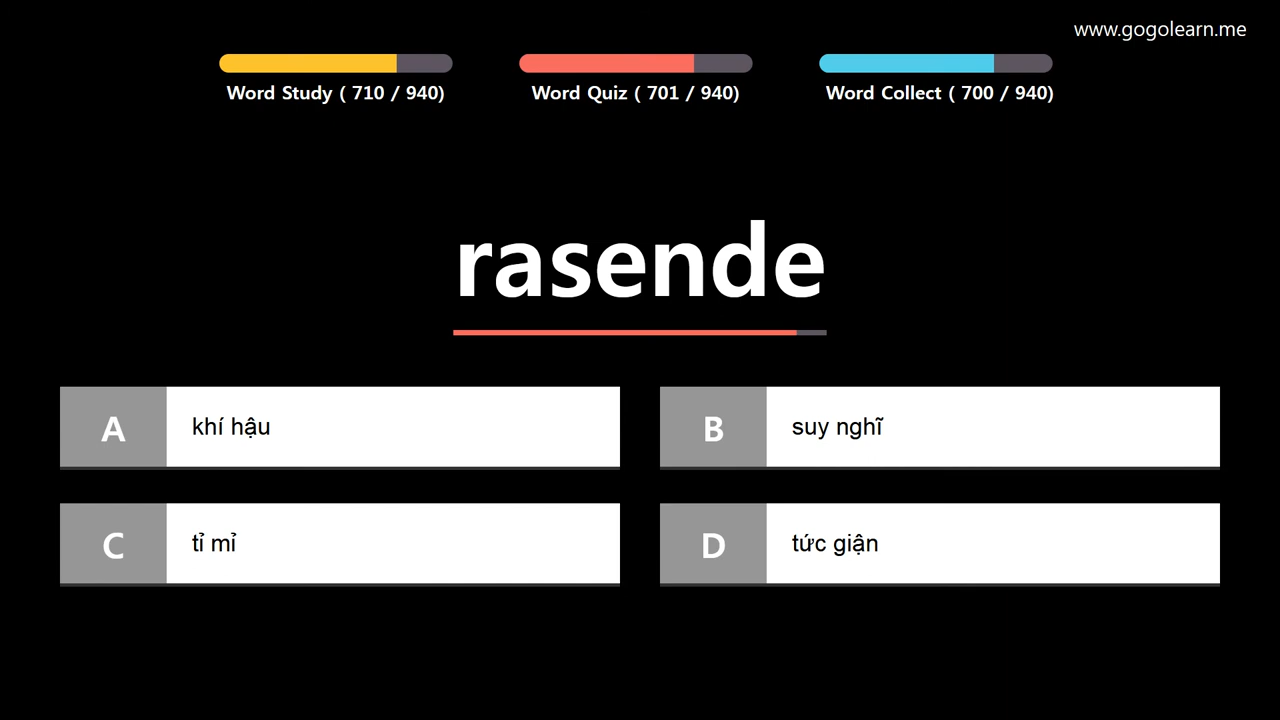 www.gogolearn.me
Word Study ( 710 / 940)
Word Quiz ( 701 / 940)
Word Collect ( 700 / 940)
rasende
A khí hậu
B suy nghĩ
C tỉ mỉ
D tức giận